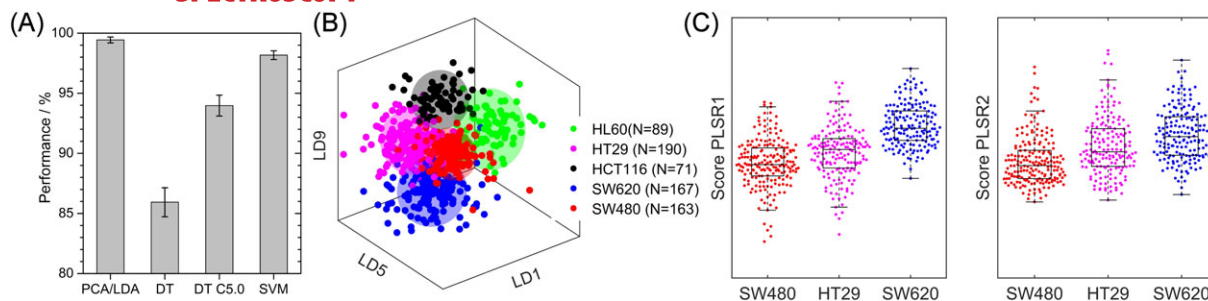 SPECTROSCOPY
(A)
100
95
90
85
80
Performance / %
PCA/LDA DT DT C5.0 SVM
(B)
LD9
LD5
LD1
HL60(N=89)
HT29 (N=190)
HCT116 (N=71)
SW620 (N=167)
SW480 (N=163)
(C)
Score PLSR1
SW480 HT29 SW620
Score PLSR2
SW480 HT29 SW620